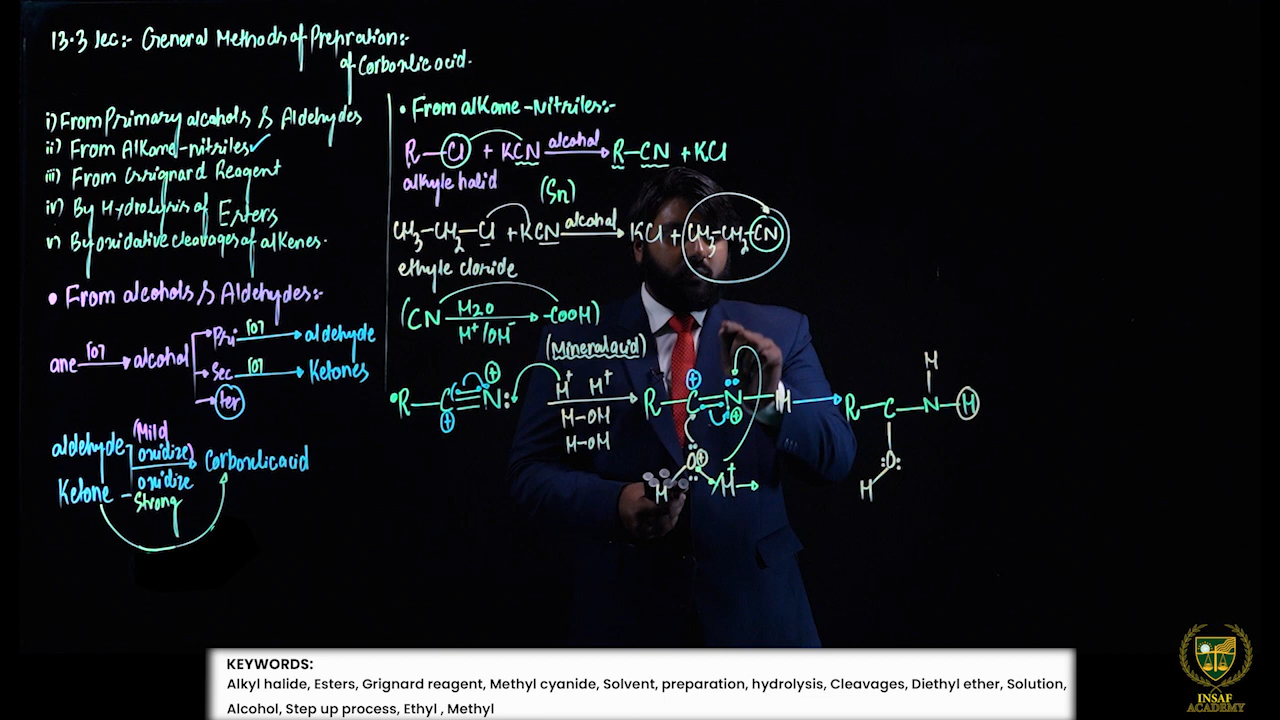 13.3 lec:- General Methods of Prepration:-
of Carboxlic acid.
i) From Primary alcohols & Aldehydes
ii) From Alkane-nitriles ✓
iii) From Grignard Reagent
iv) By Hydrolysis of Esters
v) By oxidative cleavages of alkenes.
• From alcohols & Aldehydes:-
ane [O] → alcohol
Pri [O] → aldehyde
Sec [O] → Ketones
ter
aldehyde (Mild oxidize) → Carboxlic acid
Ketone - oxidize Strong
• From alkane-Nitriles:-
R—Cl + KCN alcohal → R—CN + KCl
alkyle halid
(Sn)
CH3—CH2—Cl + KCN alcohal → KCl + CH3—CH2—CN
ethyle cloride
(CN H2O → -COOH)
H+/OH-
(Mineral acid)
•R—C≡N: H+ H+ → R—C=N—H → R—C—N—H
⊕ ⊕ ⊕ ⊕ H
H-OH
H-OH
:O: ⊕ :O:
H H+ → H
KEYWORDS:
Alkyl halide, Esters, Grignard reagent, Methyl cyanide, Solvent, preparation, hydrolysis, Cleavages, Diethyl ether, Solution,
Alcohol, Step up process, Ethyl , Methyl
INSAF
ACADEMY